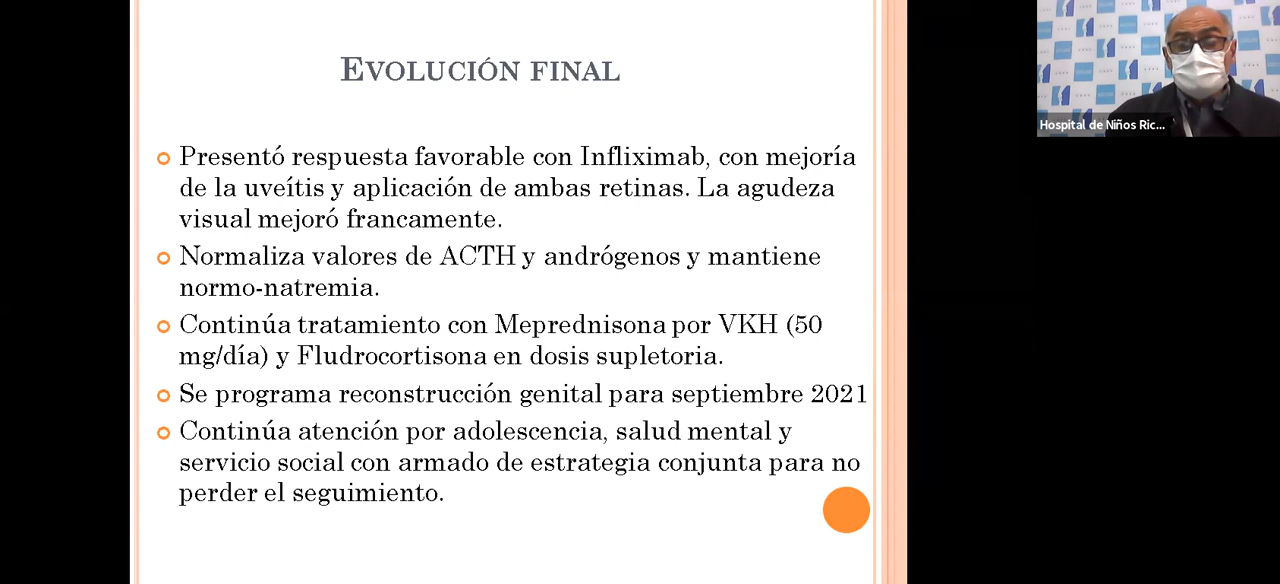 EVOLUCIÓN FINAL
Presentó respuesta favorable con Infliximab, con mejoría
de la uveítis y aplicación de ambas retinas. La agudeza
visual mejoró francamente.
Normaliza valores de ACTH y andrógenos y mantiene
normo-natremia.
Continúa tratamiento con Meprednisona por VKH (50
mg/día) y Fludrocortisona en dosis supletoria.
Se programa reconstrucción genital para septiembre 2021
Continúa atención por adolescencia, salud mental y
servicio social con armado de estrategia conjunta para no
perder el seguimiento.
Hospital de Niños Ric...